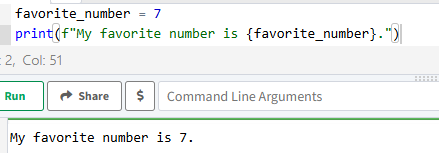 favorite_number = 7
print(f"My favorite number is {favorite_number}.")
2, Col: 51
Run Share $ Command Line Arguments
My favorite number is 7.